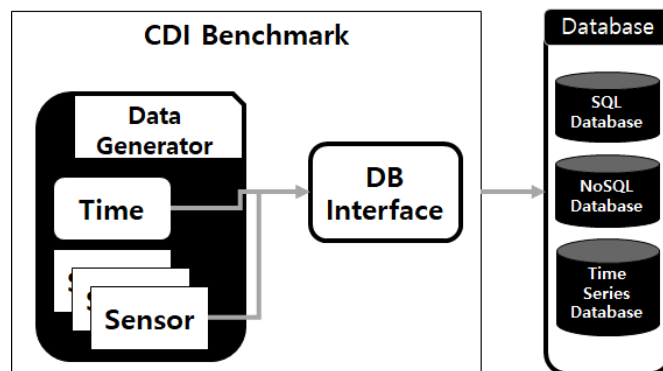 CDI Benchmark
Data
Generator
Time
Sensor
DB
Interface
Database
SQL
Database
NoSQL
Database
Time
Series
Database